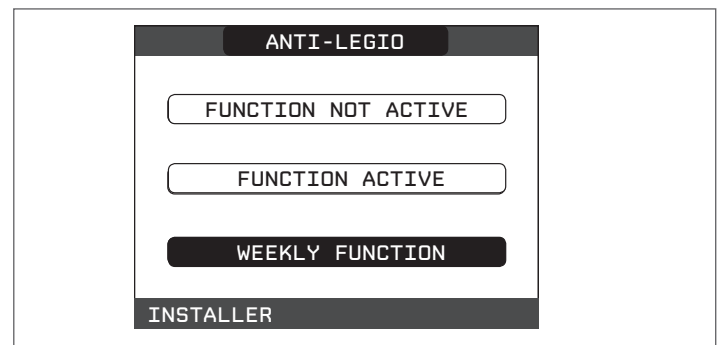 ANTI-LEGIO
FUNCTION NOT ACTIVE
FUNCTION ACTIVE
WEEKLY FUNCTION
INSTALLER